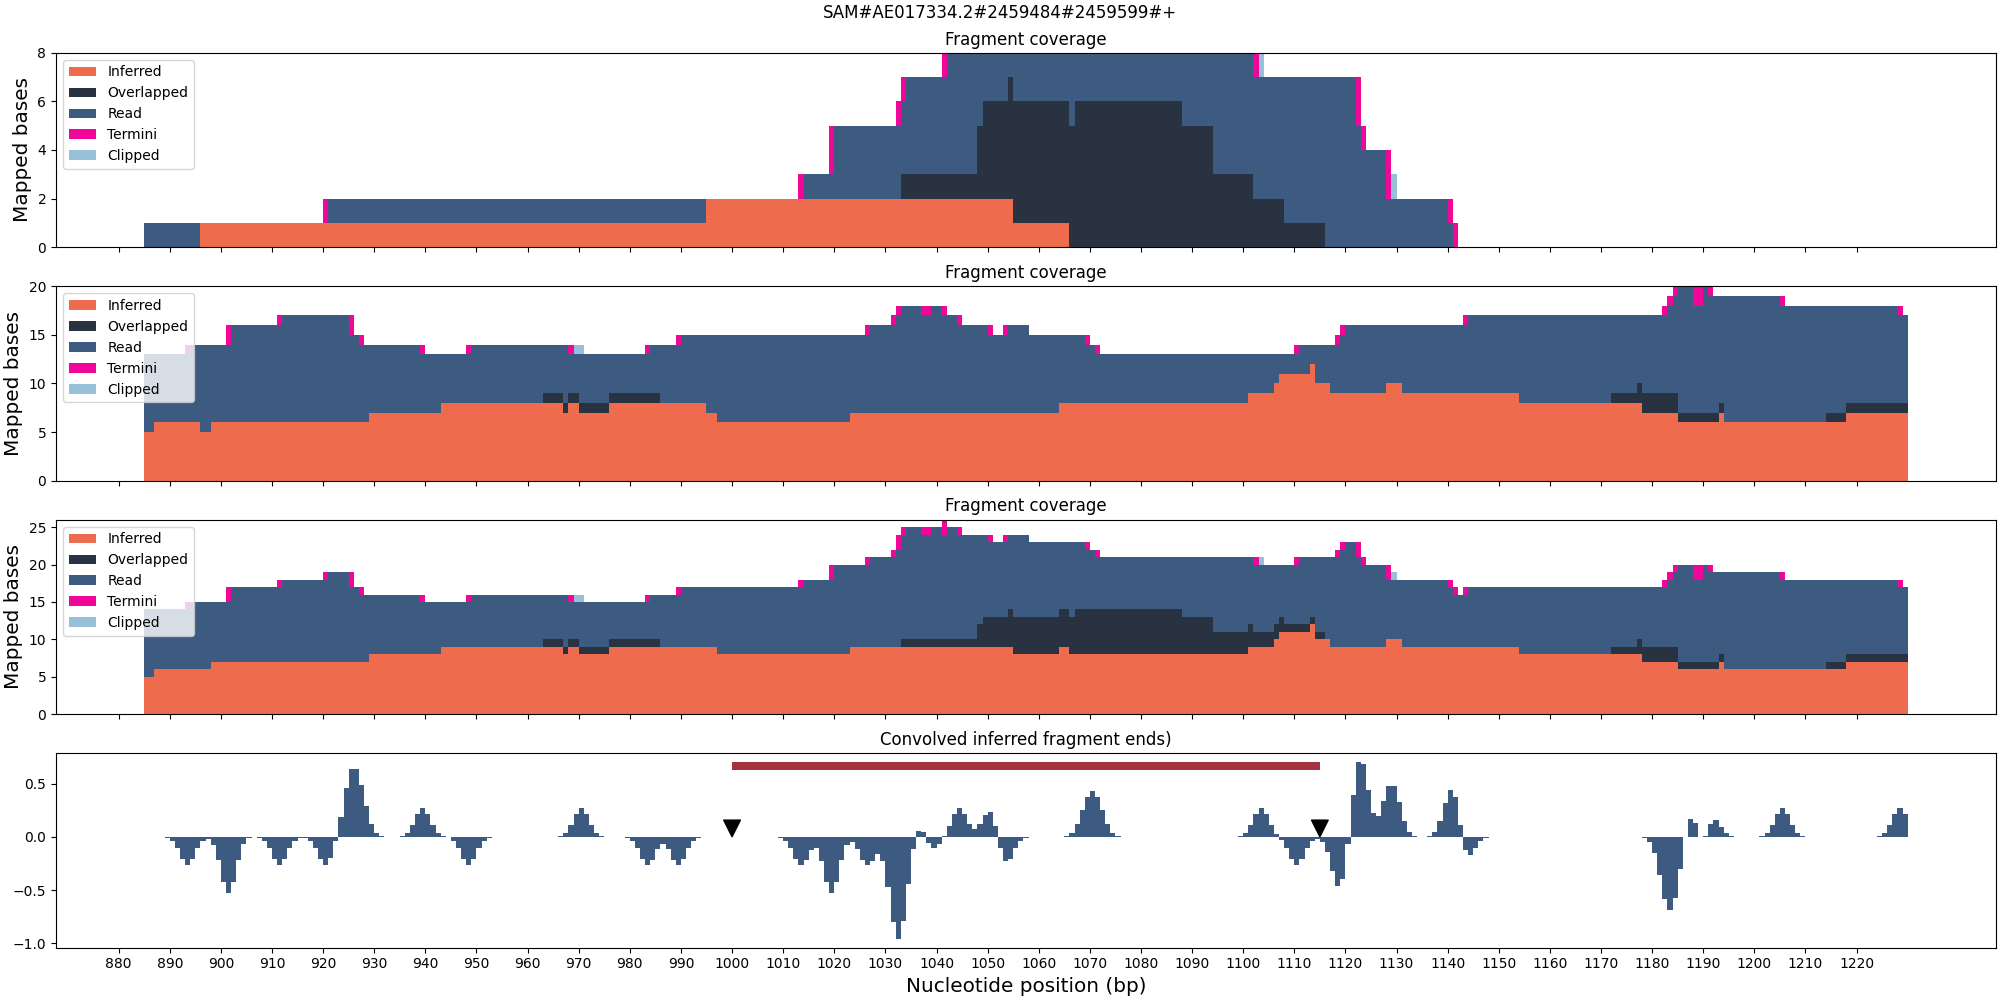 SAM#AE017334.2#2459484#2459599#+
Fragment coverage
Mapped bases
8
6
4
2
0
Inferred
Overlapped
Read
Termini
Clipped
Fragment coverage
Mapped bases
20
15
10
5
0
Inferred
Overlapped
Read
Termini
Clipped
Fragment coverage
Mapped bases
25
20
15
10
5
0
Inferred
Overlapped
Read
Termini
Clipped
Convolved inferred fragment ends)
0.5
0.0
−0.5
−1.0
880 890 900 910 920 930 940 950 960 970 980 990 1000 1010 1020 1030 1040 1050 1060 1070 1080 1090 1100 1110 1120 1130 1140 1150 1160 1170 1180 1190 1200 1210 1220
Nucleotide position (bp)